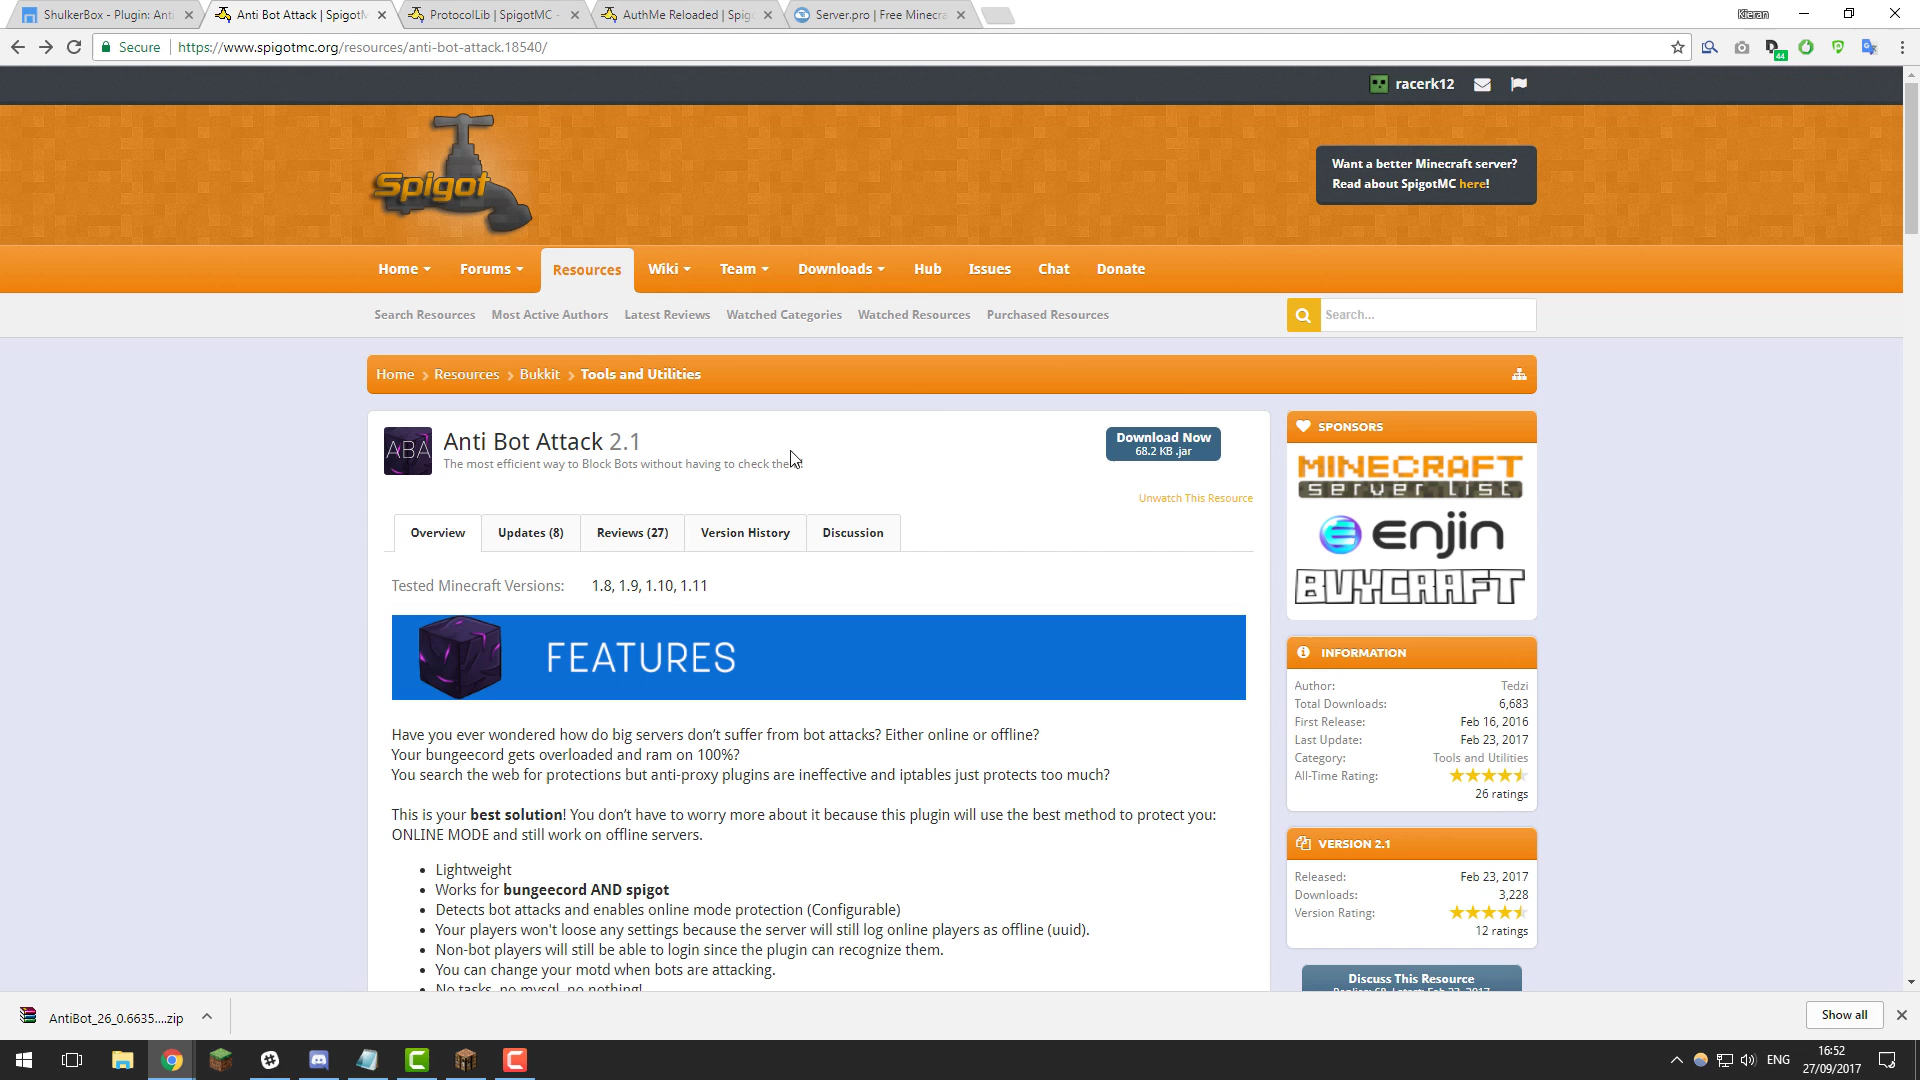 ShulkerBox - Plugin: Anti
Anti Bot Attack | SpigotM
ProtocolLib | SpigotMC -
AuthMe Reloaded | Spig
Server.pro | Free Minecra
Kieran
Secure
https://www.spigotmc.org/resources/anti-bot-attack.18540/
44
racerk12
Spigot
Want a better Minecraft server?
Read about SpigotMC here!
Home
Forums
Resources
Wiki
Team
Downloads
Hub
Issues
Chat
Donate
Search Resources
Most Active Authors
Latest Reviews
Watched Categories
Watched Resources
Purchased Resources
Search...
Home
Resources
Bukkit
Tools and Utilities
ABA
Anti Bot Attack 2.1
The most efficient way to Block Bots without having to check
Download Now
68.2 KB .jar
Unwatch This Resource
Overview
Updates (8)
Reviews (27)
Version History
Discussion
Tested Minecraft Versions: 1.8, 1.9, 1.10, 1.11
FEATURES
Have you ever wondered how do big servers don't suffer from bot attacks? Either online or offline?
Your bungeecord gets overloaded and ram on 100%?
You search the web for protections but anti-proxy plugins are ineffective and iptables just protects too much?
This is your best solution! You don't have to worry more about it because this plugin will use the best method to protect you:
ONLINE MODE and still work on offline servers.
• Lightweight
• Works for bungeecord AND spigot
• Detects bot attacks and enables online mode protection (Configurable)
• Your players won't loose any settings because the server will still log online players as offline (uuid).
• Non-bot players will still be able to login since the plugin can recognize them.
• You can change your motd when bots are attacking.
• No tasks, no mysql, no nothing!
SPONSORS
MINECRAFT
SERVER LIST
enjin
BUYCRAFT
INFORMATION
Author: Tedzi
Total Downloads: 6,683
First Release: Feb 16, 2016
Last Update: Feb 23, 2017
Category: Tools and Utilities
All-Time Rating:
26 ratings
VERSION 2.1
Released: Feb 23, 2017
Downloads: 3,228
Version Rating:
12 ratings
Discuss This Resource
Replies: 68, Latest: Feb 23, 2017
AntiBot_26_0.6635....zip
Show all
ENG
16:52
27/09/2017